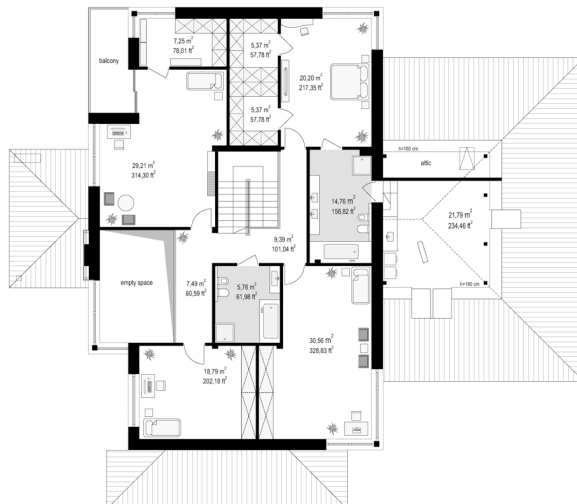 7,25 m²
78,01 ft²
5,37 m²
57,78 ft²
balcony
20,20 m²
217,35 ft²
5,37 m²
57,78 ft²
h=180 cm
attic
29,21 m²
314,30 ft²
14,76 m²
158,82 ft²
21,79 m²
234,46 ft²
9,39 m²
101,04 ft²
empty space
7,49 m²
80,59 ft²
5,76 m²
61,98 ft²
h=180 cm
30,56 m²
328,83 ft²
18,79 m²
202,18 ft²